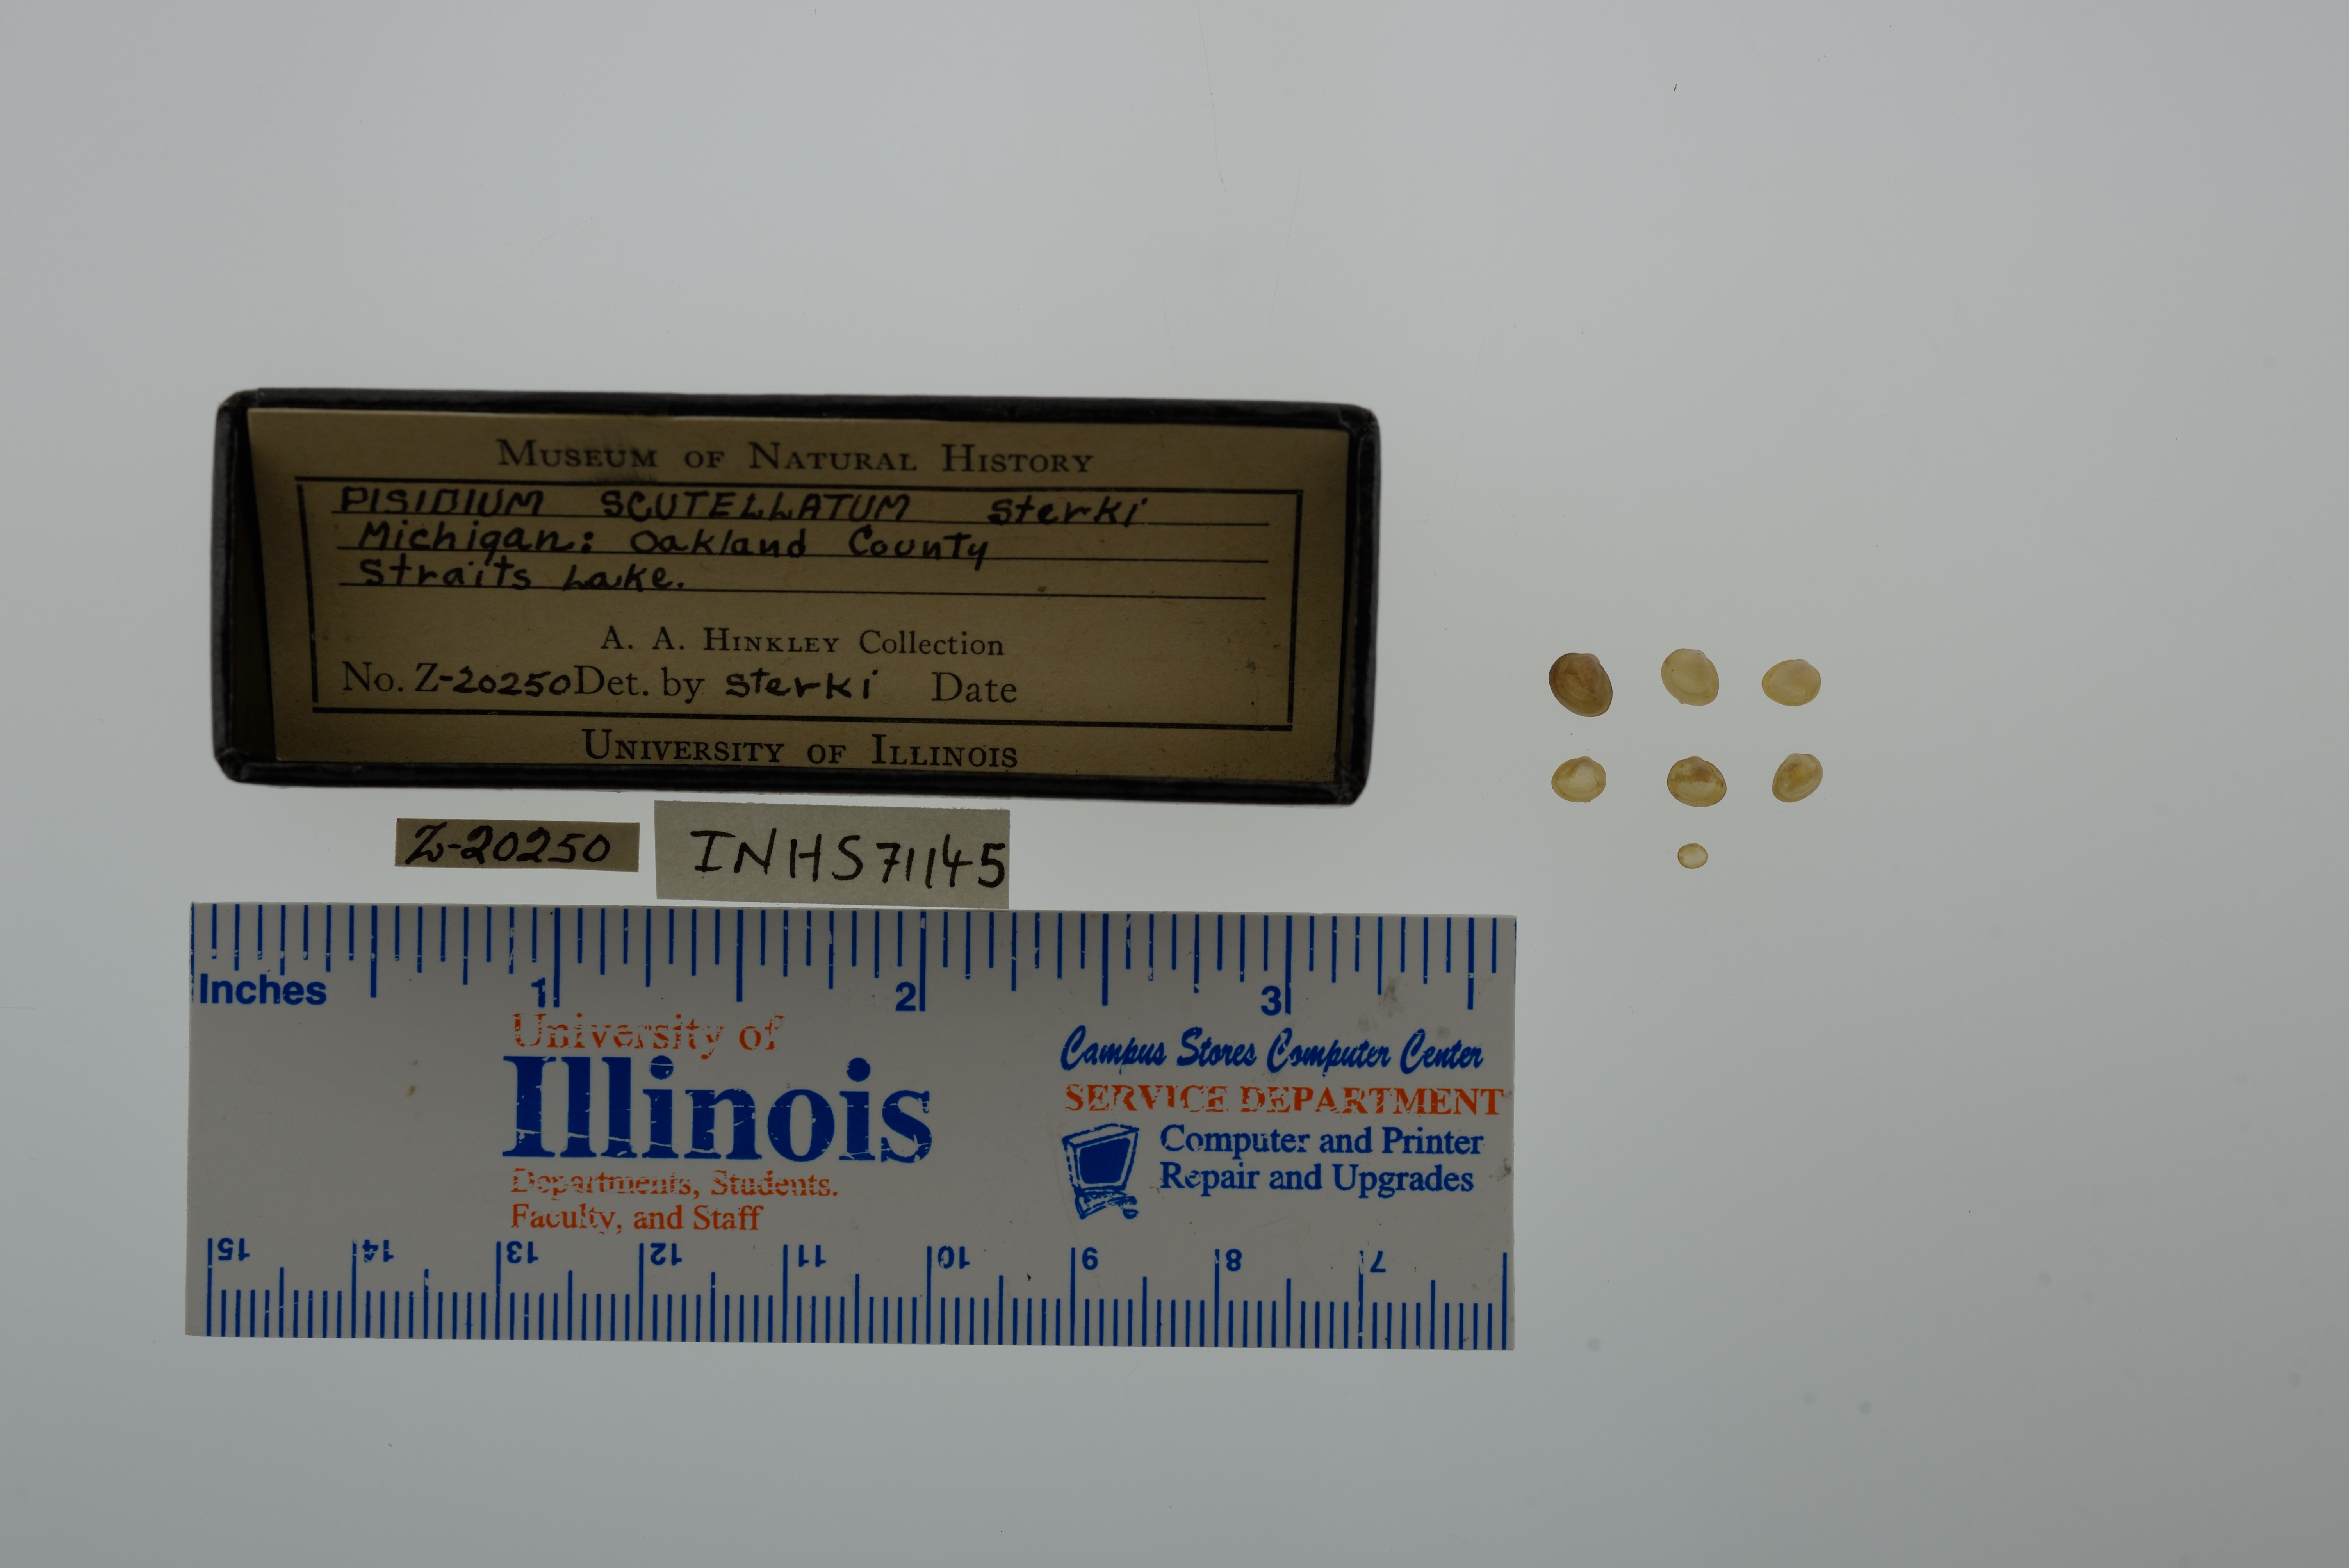 MUSEUM OF NATURAL HISTORY
PISIDIUM SCUTELLATUM Sterki
Michigan: Oakland County
Straits Lake.
A. A. HINKLEY Collection
No. Z-20250 Det. by Sterki Date
UNIVERSITY OF ILLINOIS
Z-20250
INHS71145
Inches 1 2 3
University of
Illinois
Departments, Students,
Faculty, and Staff
Campus Stores Computer Center
SERVICE DEPARTMENT
Computer and Printer
Repair and Upgrades
15 14 13 12 11 10 9 8 7